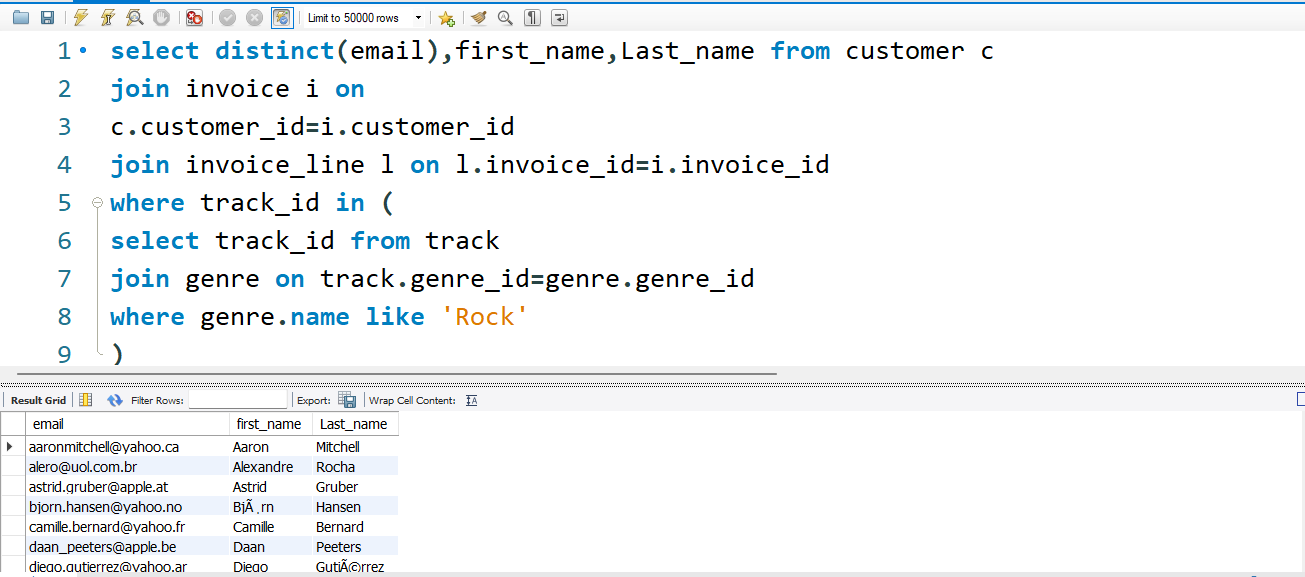 Limit to 50000 rows
1 select distinct(email),first_name,Last_name from customer c
2 join invoice i on
3 c.customer_id=i.customer_id
4 join invoice_line l on l.invoice_id=i.invoice_id
5 where track_id in (
6 select track_id from track
7 join genre on track.genre_id=genre.genre_id
8 where genre.name like 'Rock'
9 )
Result Grid Filter Rows: Export: Wrap Cell Content:
email first_name Last_name
aaronmitchell@yahoo.ca Aaron Mitchell
alero@uol.com.br Alexandre Rocha
astrid.gruber@apple.at Astrid Gruber
bjorn.hansen@yahoo.no BjÃ¸rn Hansen
camille.bernard@yahoo.fr Camille Bernard
daan_peeters@apple.be Daan Peeters
diego.gutierrez@yahoo.ar Diego GutiÃ©rrez